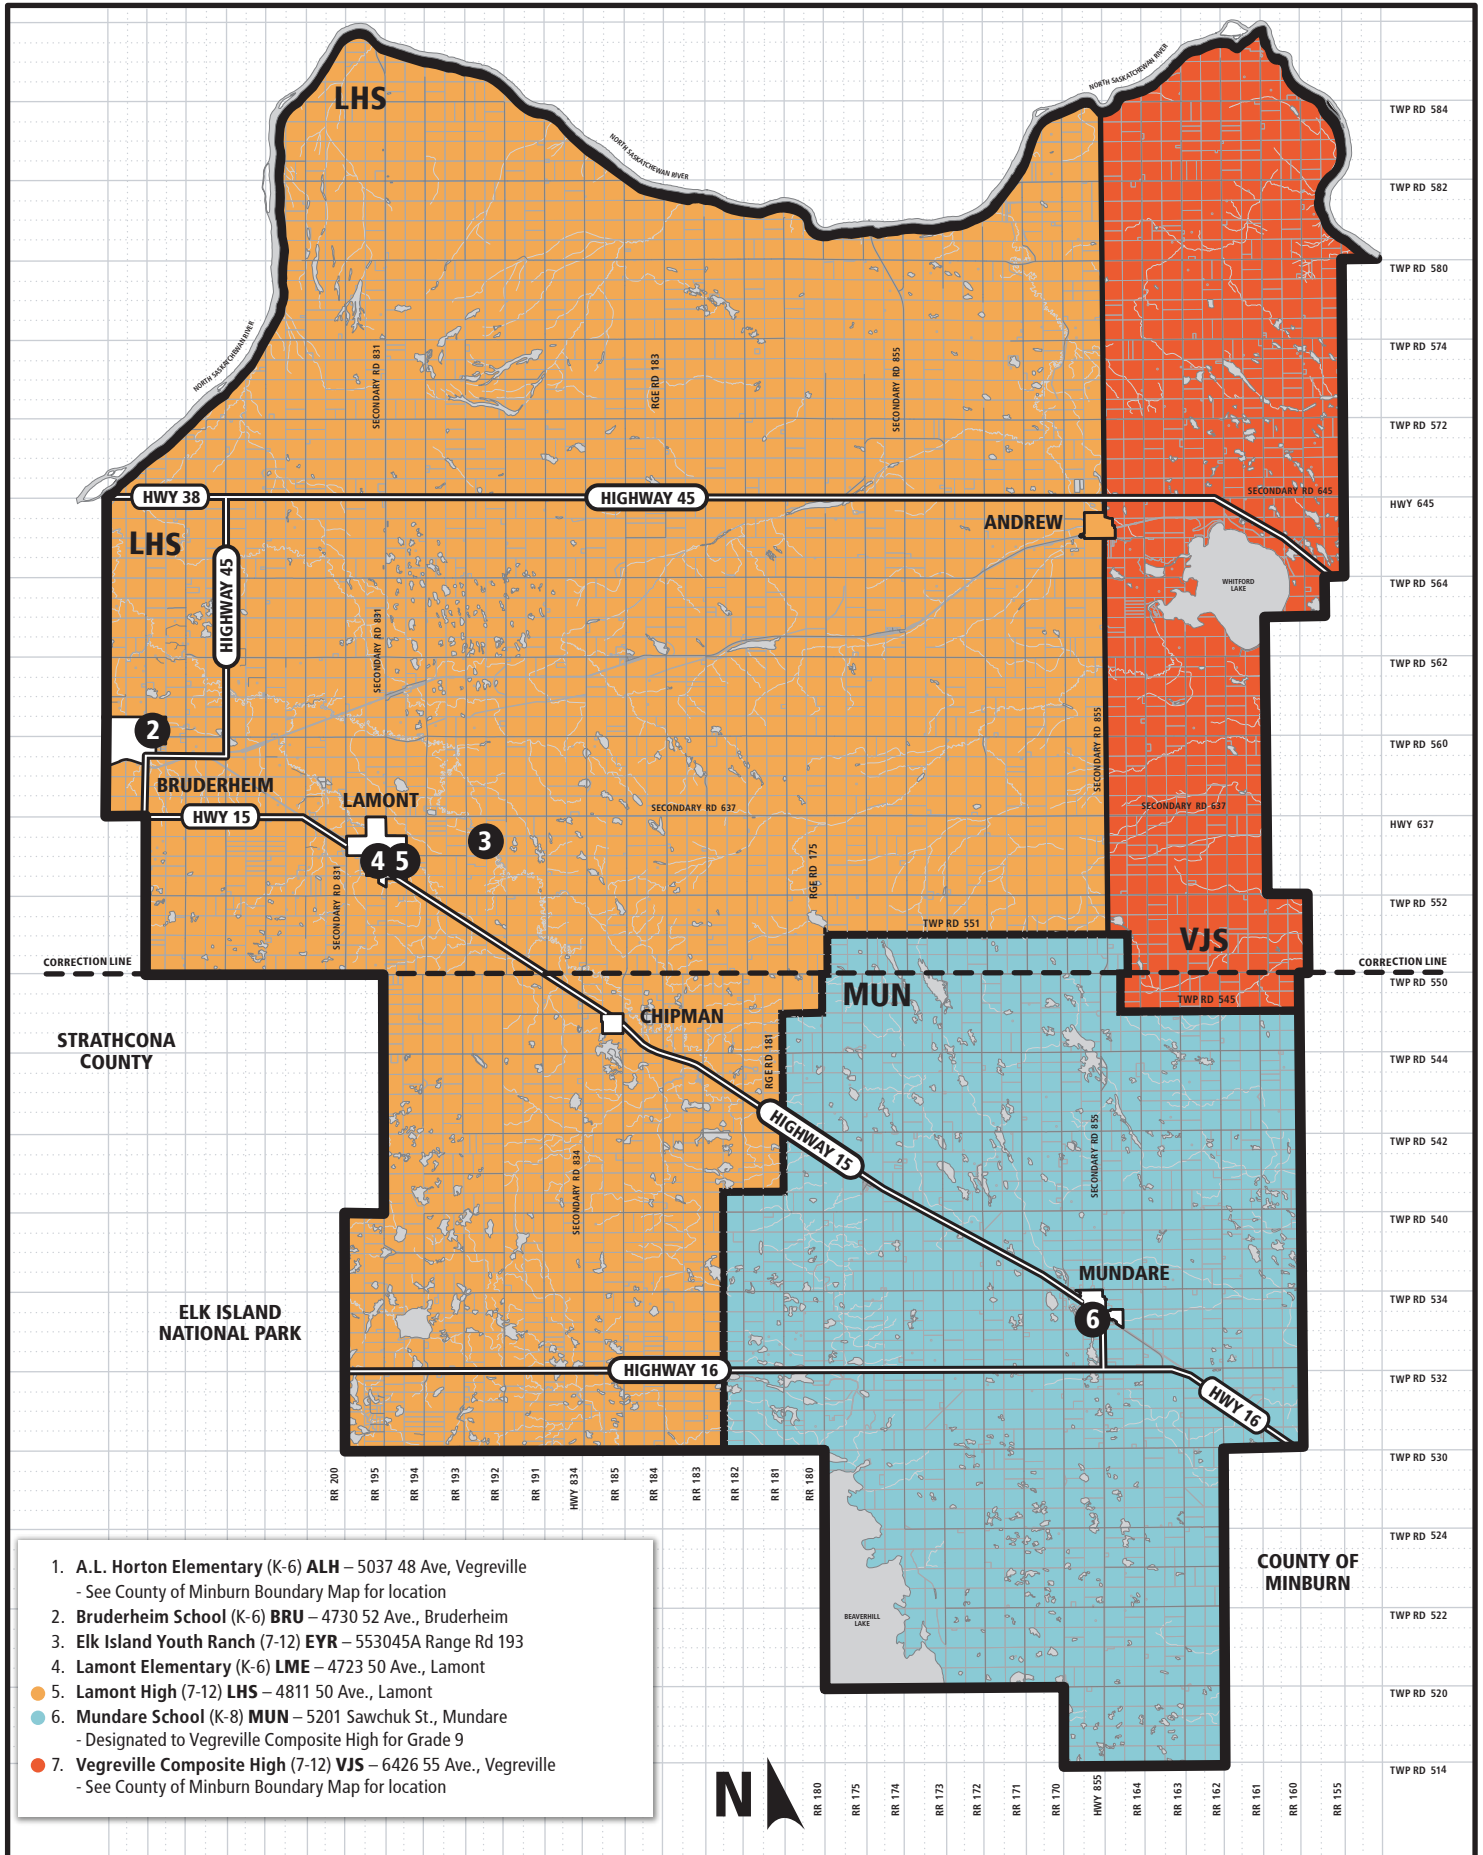 LHS
NORTH SASKATCHEWAN RIVER
NORTH SASKATCHEWAN RIVER
NORTH SASKATCHEWAN RIVER
TWP RD 584
TWP RD 582
TWP RD 580
TWP RD 574
TWP RD 572
HWY 645
TWP RD 564
TWP RD 562
TWP RD 560
HWY 637
TWP RD 552
SECONDARY RD 831
RGE RD 183
SECONDARY RD 855
HWY 38
HIGHWAY 45
SECONDARY RD 645
ANDREW
LHS
HIGHWAY 45
WHITFORD
LAKE
SECONDARY RD 831
2
BRUDERHEIM
SECONDARY RD 855
LAMONT
HWY 15
SECONDARY RD 637
SECONDARY RD 637
3
4
5
SECONDARY RD 831
RGE RD 175
TWP RD 551
VJS
CORRECTION LINE
CORRECTION LINE
TWP RD 550
MUN
TWP RD 545
CHIPMAN
STRATHCONA
COUNTY
RGE RD 181
TWP RD 544
HIGHWAY 15
TWP RD 542
SECONDARY RD 834
SECONDARY RD 855
TWP RD 540
MUNDARE
6
TWP RD 534
ELK ISLAND
NATIONAL PARK
HIGHWAY 16
TWP RD 532
HWY 16
TWP RD 530
RR 200
RR 195
RR 194
RR 193
RR 192
RR 191
HWY 834
RR 185
RR 184
RR 183
RR 182
RR 181
RR 180
TWP RD 524
COUNTY OF
MINBURN
BEAVERHILL
LAKE
TWP RD 522
TWP RD 520
TWP RD 514
1. A.L. Horton Elementary (K-6) ALH – 5037 48 Ave, Vegreville
- See County of Minburn Boundary Map for location
2. Bruderheim School (K-6) BRU – 4730 52 Ave., Bruderheim
3. Elk Island Youth Ranch (7-12) EYR – 553045A Range Rd 193
4. Lamont Elementary (K-6) LME – 4723 50 Ave., Lamont
5. Lamont High (7-12) LHS – 4811 50 Ave., Lamont
6. Mundare School (K-8) MUN – 5201 Sawchuk St., Mundare
- Designated to Vegreville Composite High for Grade 9
7. Vegreville Composite High (7-12) VJS – 6426 55 Ave., Vegreville
- See County of Minburn Boundary Map for location
N
RR 180
RR 175
RR 174
RR 173
RR 172
RR 171
RR 170
HWY 855
RR 164
RR 163
RR 162
RR 161
RR 160
RR 155